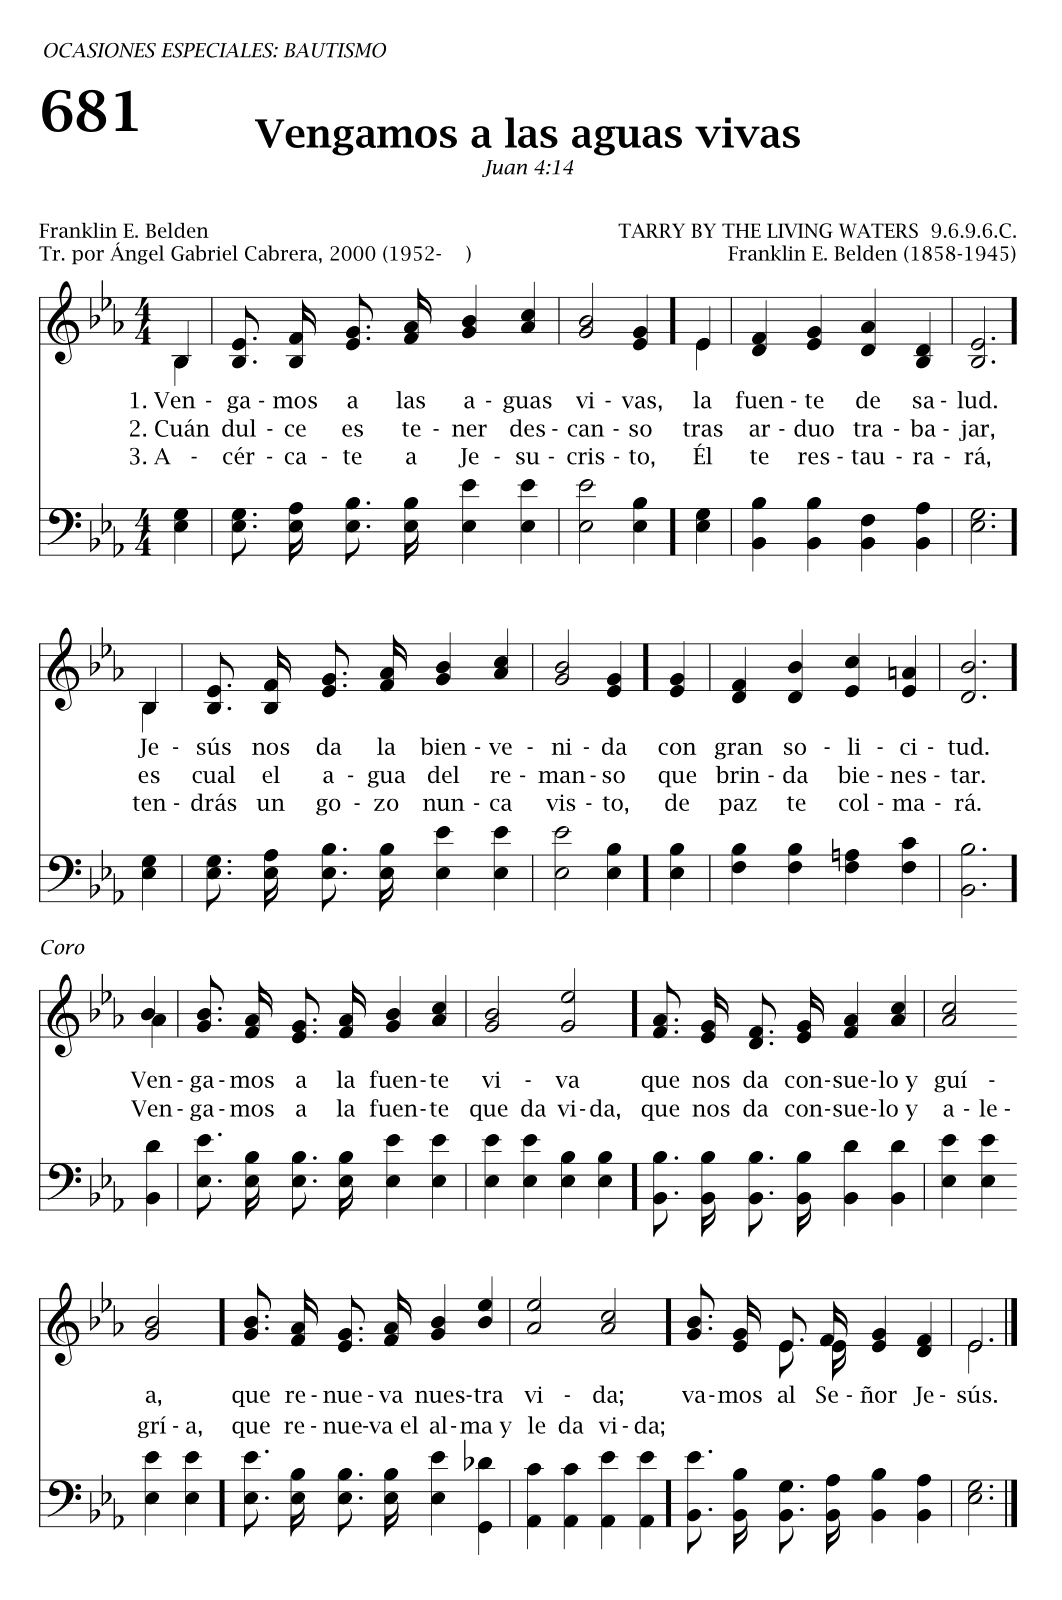 OCASIONES ESPECIALES: BAUTISMO
681
Vengamos a las aguas vivas
Juan 4:14
Franklin E. Belden
TARRY BY THE LIVING WATERS 9.6.9.6.C.
Tr. por Ángel Gabriel Cabrera, 2000 (1952- )
Franklin E. Belden (1858-1945)
4 4
1. Ven - ga - mos a las a - guas vi - vas, la fuen - te de sa - lud.
2. Cuán dul - ce es te - ner des - can - so tras ar - duo tra - ba - jar,
3. A - cér - ca - te a Je - su - cris - to, Él te res - tau - ra - rá,
4 4
Je - sús nos da la bien - ve - ni - da con gran so - li - ci - tud.
es cual el a - gua del re - man - so que brin - da bie - nes - tar.
ten - drás un go - zo nun - ca vis - to, de paz te col - ma - rá.
Coro
Ven - ga - mos a la fuen - te vi - va que nos da con - sue - lo y guí -
Ven - ga - mos a la fuen - te que da vi - da, que nos da con - sue - lo y a - le -
a, que re - nue - va nues - tra vi - da; va - mos al Se - ñor Je - sús.
grí - a, que re - nue - va el al - ma y le da vi - da;